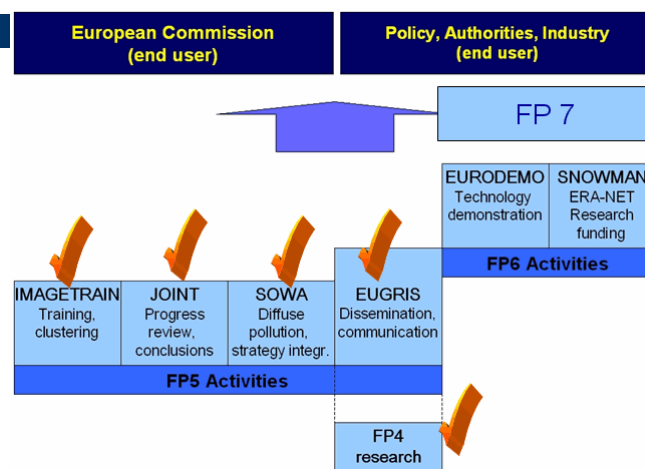 European Commission
(end user)
Policy, Authorities, Industry
(end user)
FP 7
EURODEMO
Technology
demonstration
SNOWMAN
ERA-NET
Research
funding
FP6 Activities
IMAGETRAIN
Training,
clustering
JOINT
Progress
review,
conclusions
SOWA
Diffuse
pollution,
strategy integr.
EUGRIS
Dissemination,
communication
FP5 Activities
FP4
research